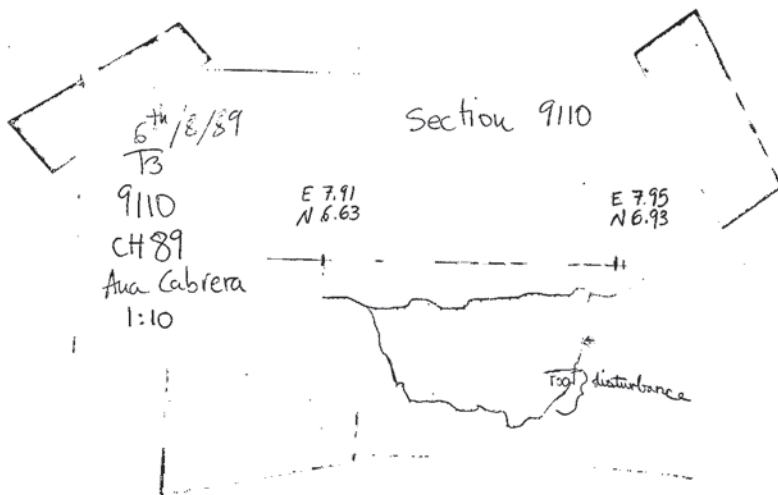 6th/8/89
T3
9110
CH89
Ana Cabrera
1:10
Section 9110
E 7.91
N 6.63
E 7.95
N 6.93
disturbance